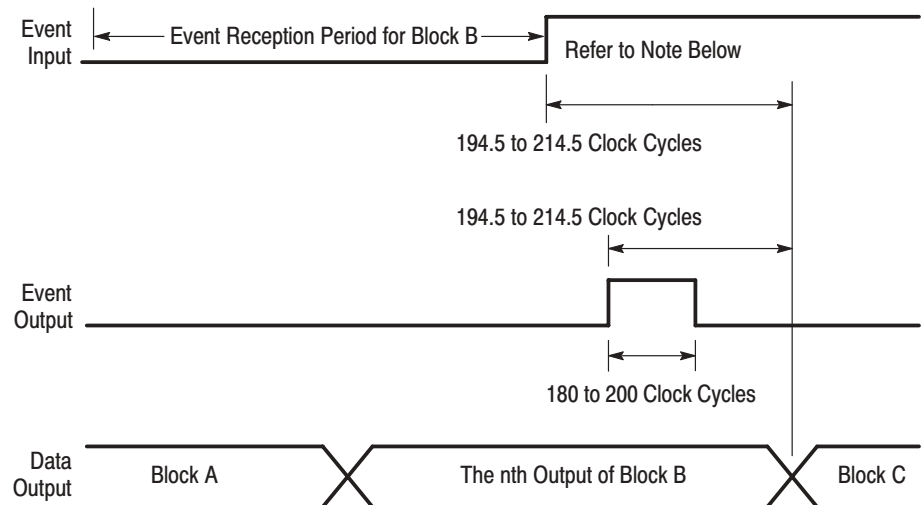 Event
Input
Event Reception Period for Block B
Refer to Note Below
194.5 to 214.5 Clock Cycles
194.5 to 214.5 Clock Cycles
Event
Output
180 to 200 Clock Cycles
Data
Output
Block A
The nth Output of Block B
Block C